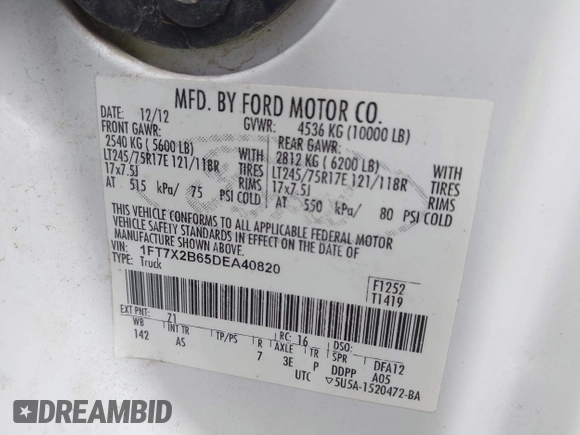 MFD. BY FORD MOTOR CO.
DATE: 12/12 GVWR: 4536 KG (10000 LB)
FRONT GAWR: REAR GAWR:
2540 KG ( 5600 LB) WITH 2812 KG ( 6200 LB) WITH
LT245/75R17E 121/118R TIRES LT245/75R17E 121/118R TIRES
17x7.5J RIMS 17x7.5J RIMS
AT 515 kPa/ 75 PSI COLD AT 550 kPa/ 80 PSI COLD
THIS VEHICLE CONFORMS TO ALL APPLICABLE FEDERAL MOTOR
VEHICLE SAFETY STANDARDS IN EFFECT ON THE DATE OF
MANUFACTURE SHOWN ABOVE.
VIN: 1FT7X2B65DEA40820
TYPE: Truck
F1252
T1419
EXT PNT: Z1 RC: 16 DSO:
WB INT TR TP/PS R AXLE TR SPR DFA12
142 AS 7 3E P DDPP A05
UTC ▽5U5A-1520472-BA
DREAMBID